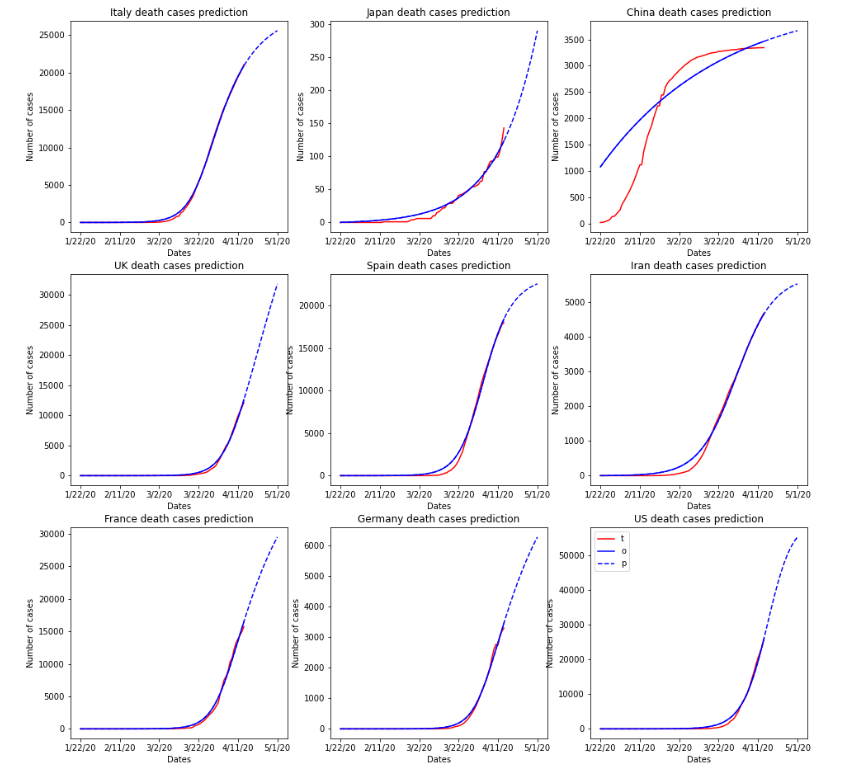 Italy death cases prediction
Number of cases
25000
20000
15000
10000
5000
0
1/22/20 2/11/20 3/2/20 3/22/20 4/11/20 5/1/20
Dates
Japan death cases prediction
Number of cases
300
250
200
150
100
50
0
1/22/20 2/11/20 3/2/20 3/22/20 4/11/20 5/1/20
Dates
China death cases prediction
Number of cases
3500
3000
2500
2000
1500
1000
500
0
1/22/20 2/11/20 3/2/20 3/22/20 4/11/20 5/1/20
Dates
UK death cases prediction
Number of cases
30000
25000
20000
15000
10000
5000
0
1/22/20 2/11/20 3/2/20 3/22/20 4/11/20 5/1/20
Dates
Spain death cases prediction
Number of cases
20000
15000
10000
5000
0
1/22/20 2/11/20 3/2/20 3/22/20 4/11/20 5/1/20
Dates
Iran death cases prediction
Number of cases
5000
4000
3000
2000
1000
0
1/22/20 2/11/20 3/2/20 3/22/20 4/11/20 5/1/20
Dates
France death cases prediction
Number of cases
30000
25000
20000
15000
10000
5000
0
1/22/20 2/11/20 3/2/20 3/22/20 4/11/20 5/1/20
Dates
Germany death cases prediction
Number of cases
6000
5000
4000
3000
2000
1000
0
1/22/20 2/11/20 3/2/20 3/22/20 4/11/20 5/1/20
Dates
US death cases prediction
t
o
p
Number of cases
50000
40000
30000
20000
10000
0
1/22/20 2/11/20 3/2/20 3/22/20 4/11/20 5/1/20
Dates